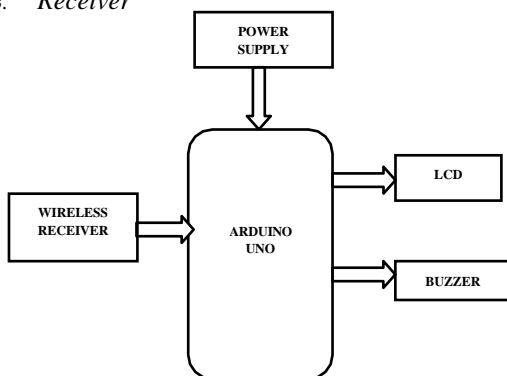 Receiver
POWER
SUPPLY
LCD
WIRELESS
RECEIVER
ARDUINO
UNO
BUZZER